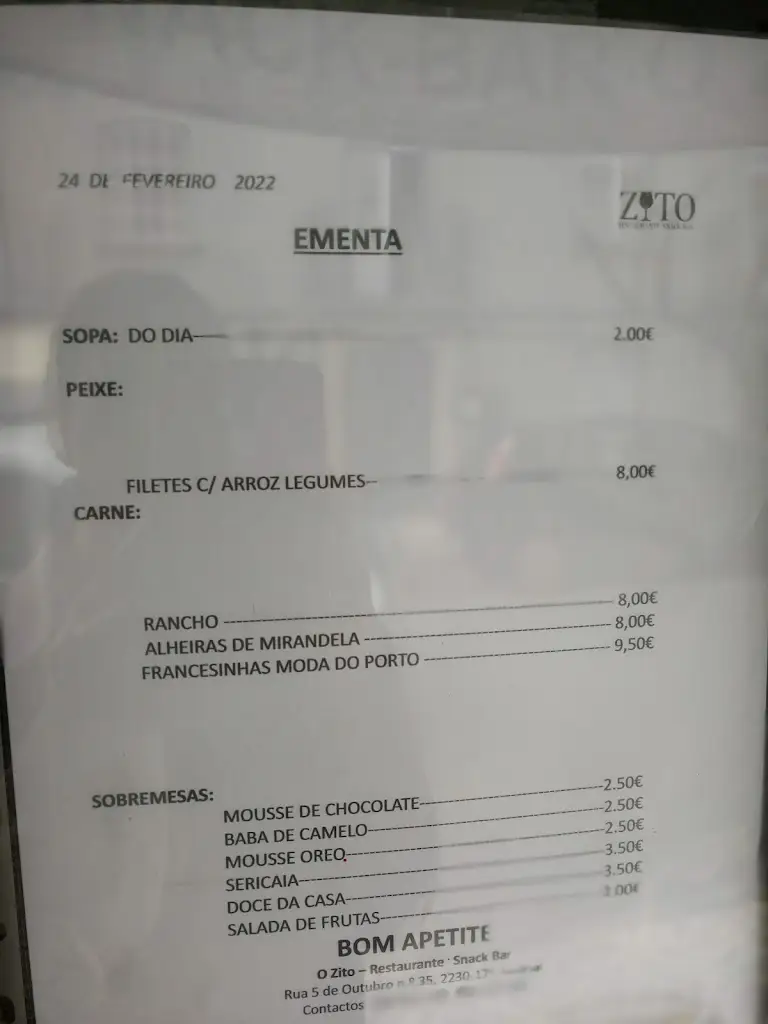 24 DE FEVEREIRO 2022
ZITO
EMENTA
SOPA: DO DIA 2.00€
PEIXE:
FILETES C/ ARROZ LEGUMES 8,00€
CARNE:
RANCHO 8,00€
ALHEIRAS DE MIRANDELA 8,00€
FRANCESINHAS MODA DO PORTO 9,50€
SOBREMESAS:
MOUSSE DE CHOCOLATE 2.50€
BABA DE CAMELO 2.50€
MOUSSE OREO 2.50€
SERICAIA 3.50€
DOCE DA CASA 3.50€
SALADA DE FRUTAS
BOM APETITE
O Zito – Restaurante · Snack Bar
Rua 5 de Outubro n.º 35, 2230
Contactos